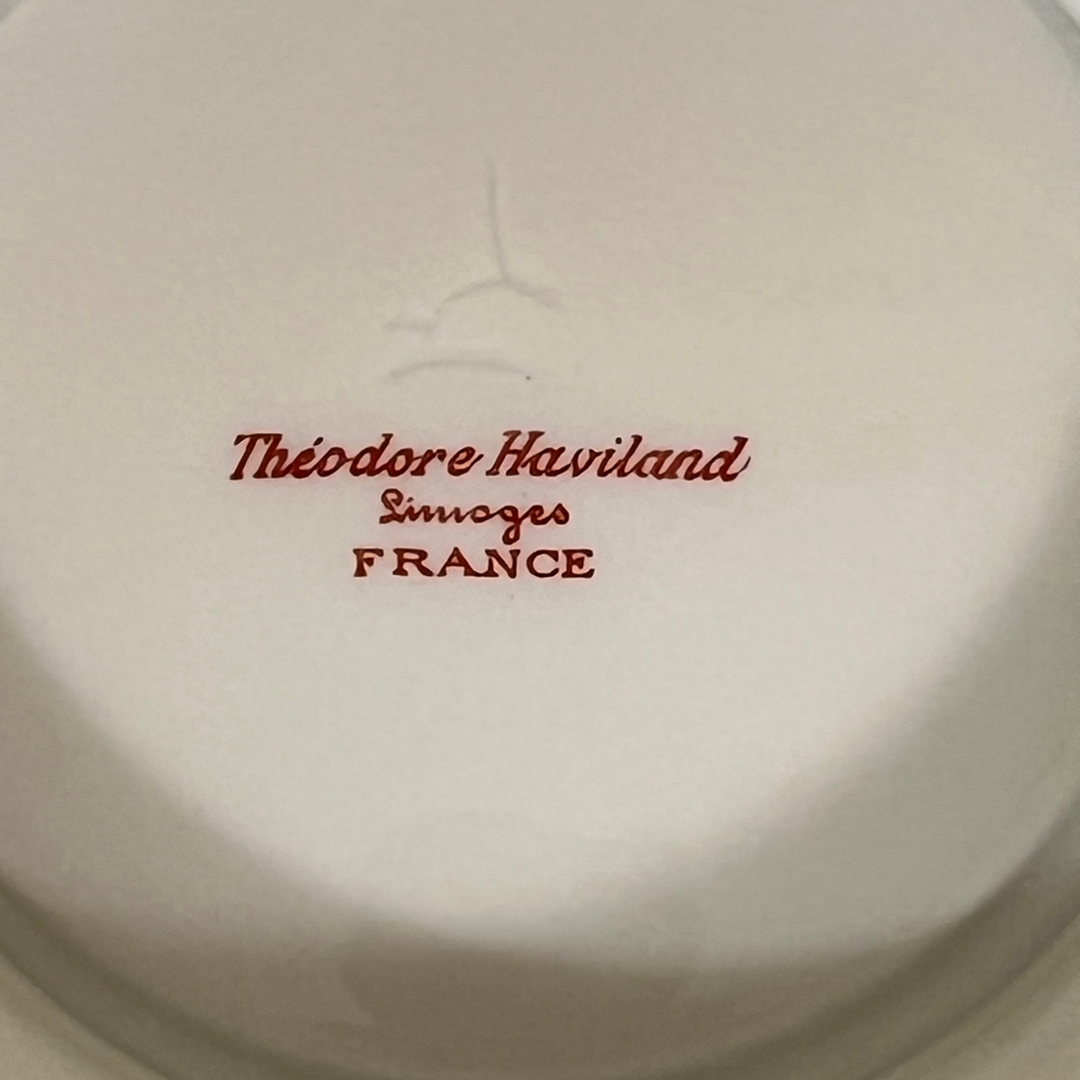 Théodore Haviland
Limoges
FRANCE